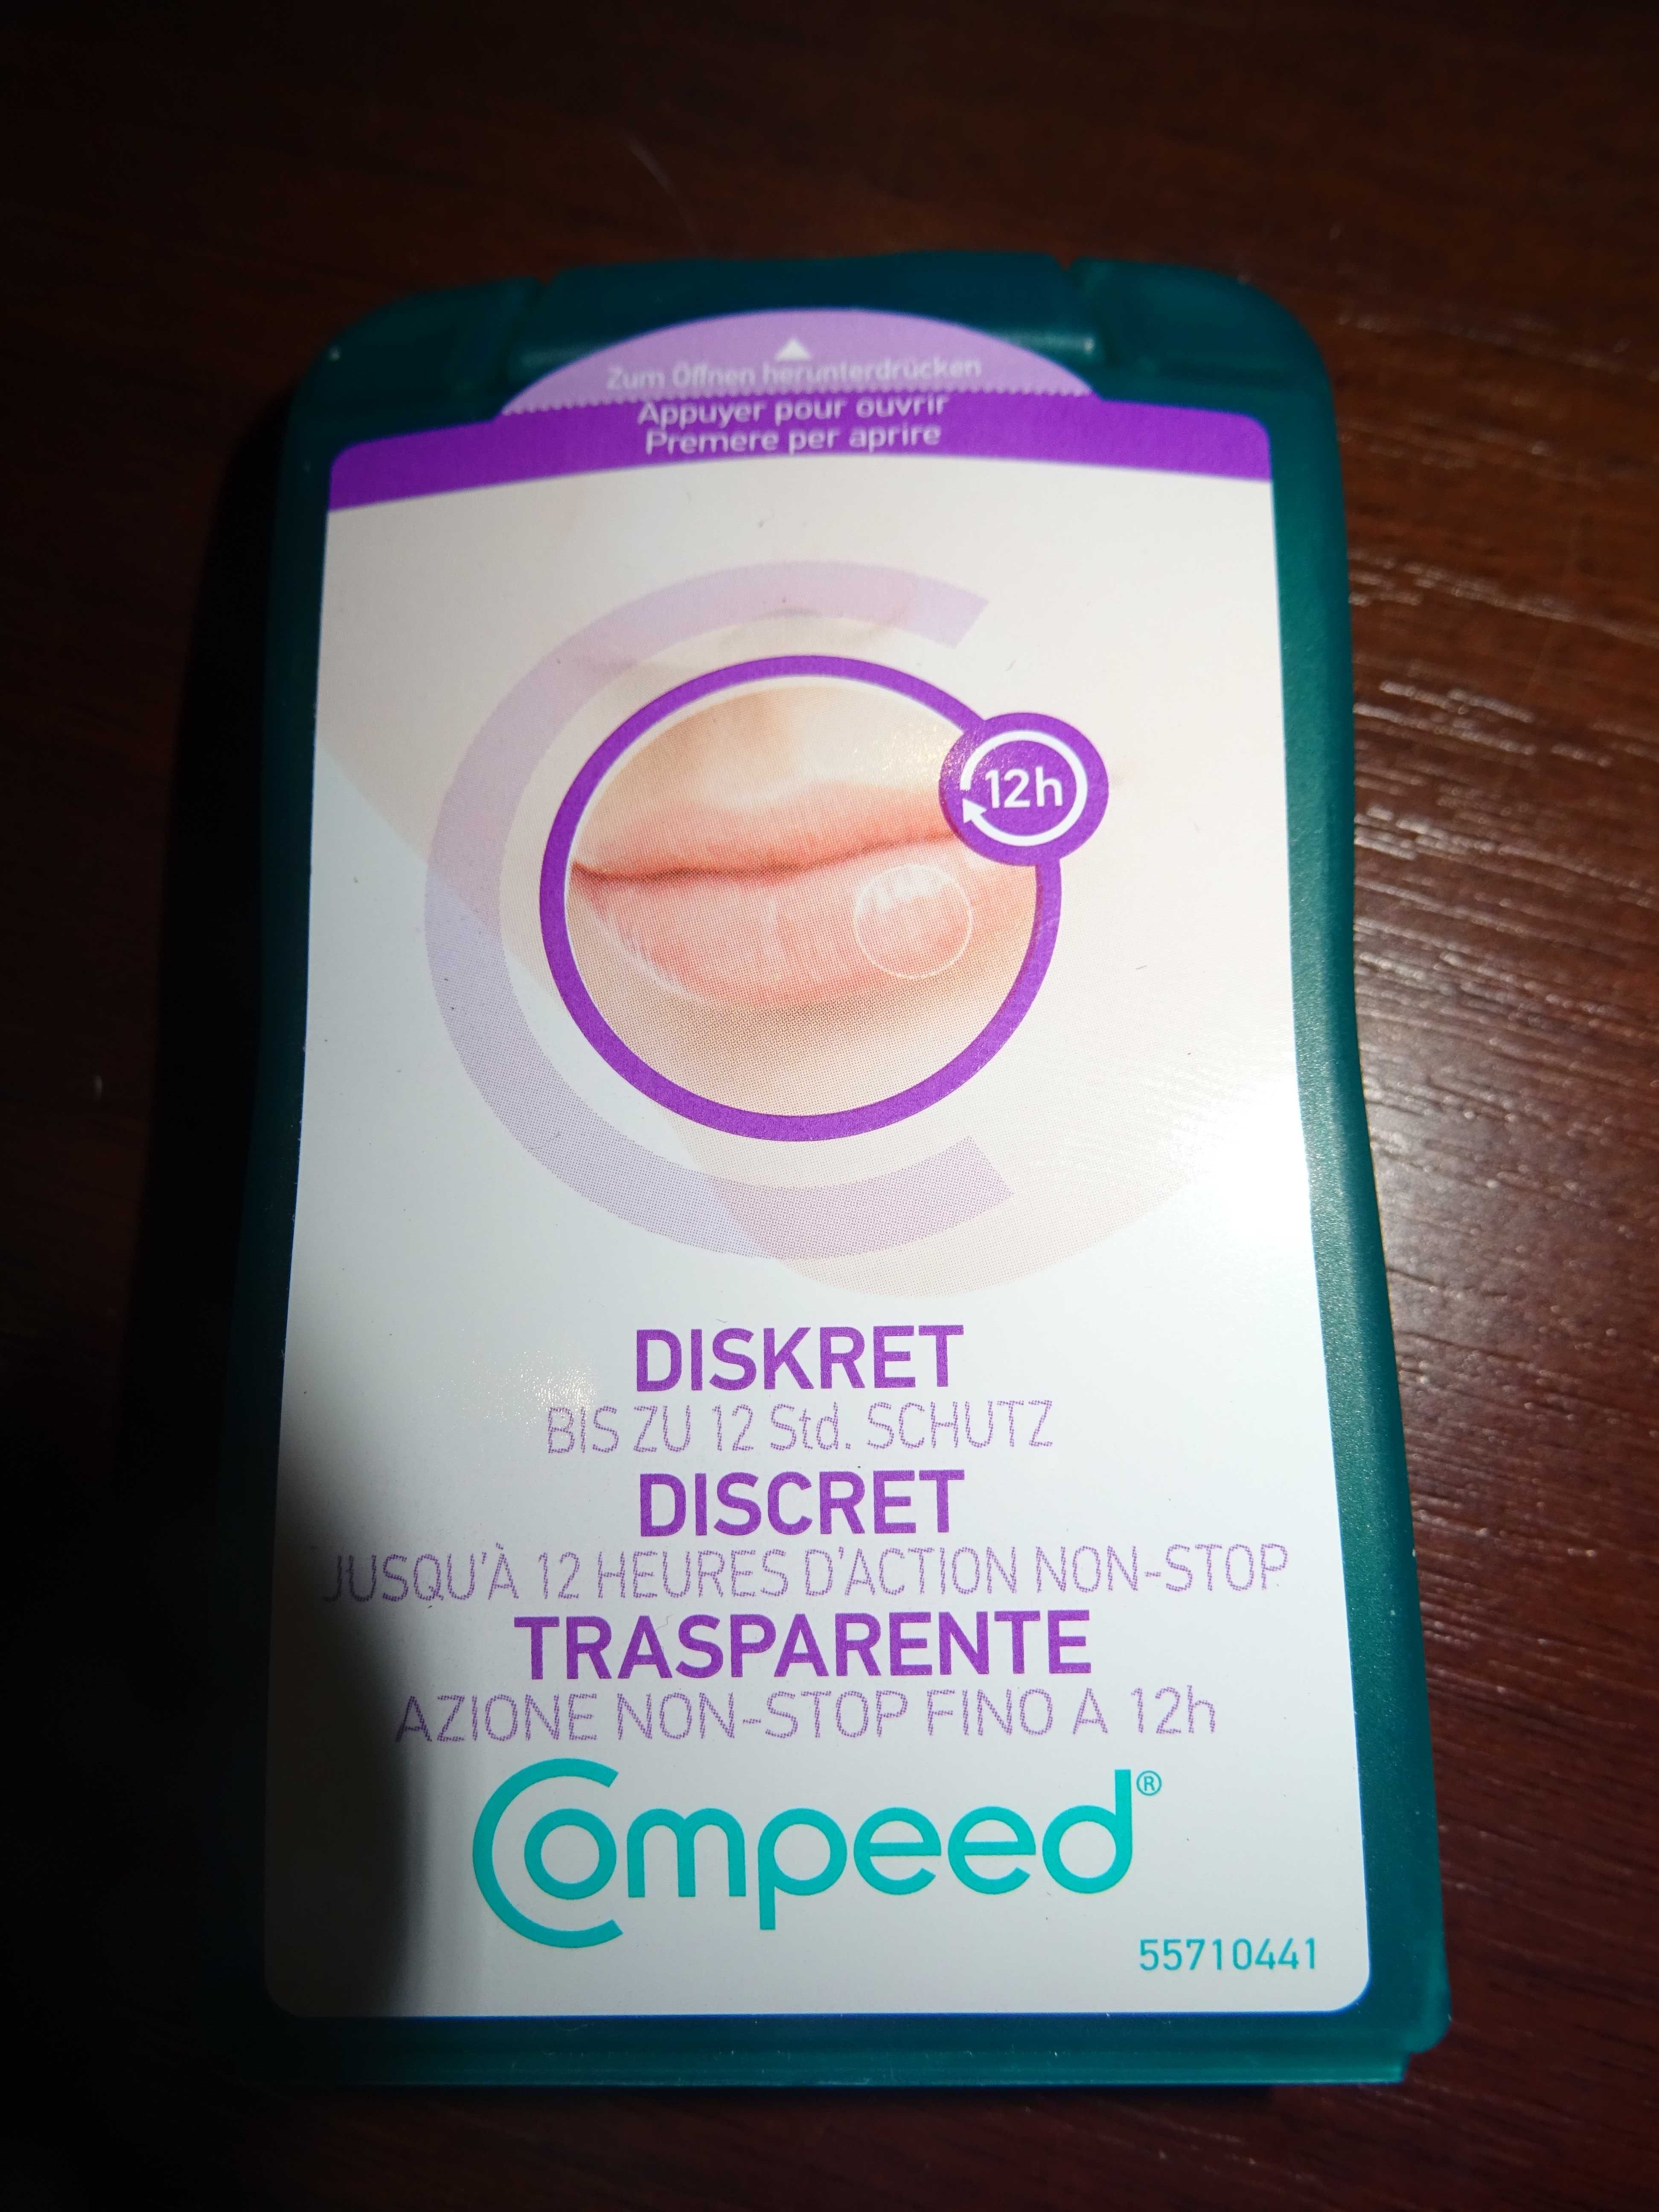 Zum Öffnen herunterdrücken
Appuyer pour ouvrir
Premere per aprire
12h
DISKRET
BIS ZU 12 Std. SCHUTZ
DISCRET
JUSQU'À 12 HEURES D'ACTION NON-STOP
TRASPARENTE
AZIONE NON-STOP FINO A 12h
Compeed®
55710441